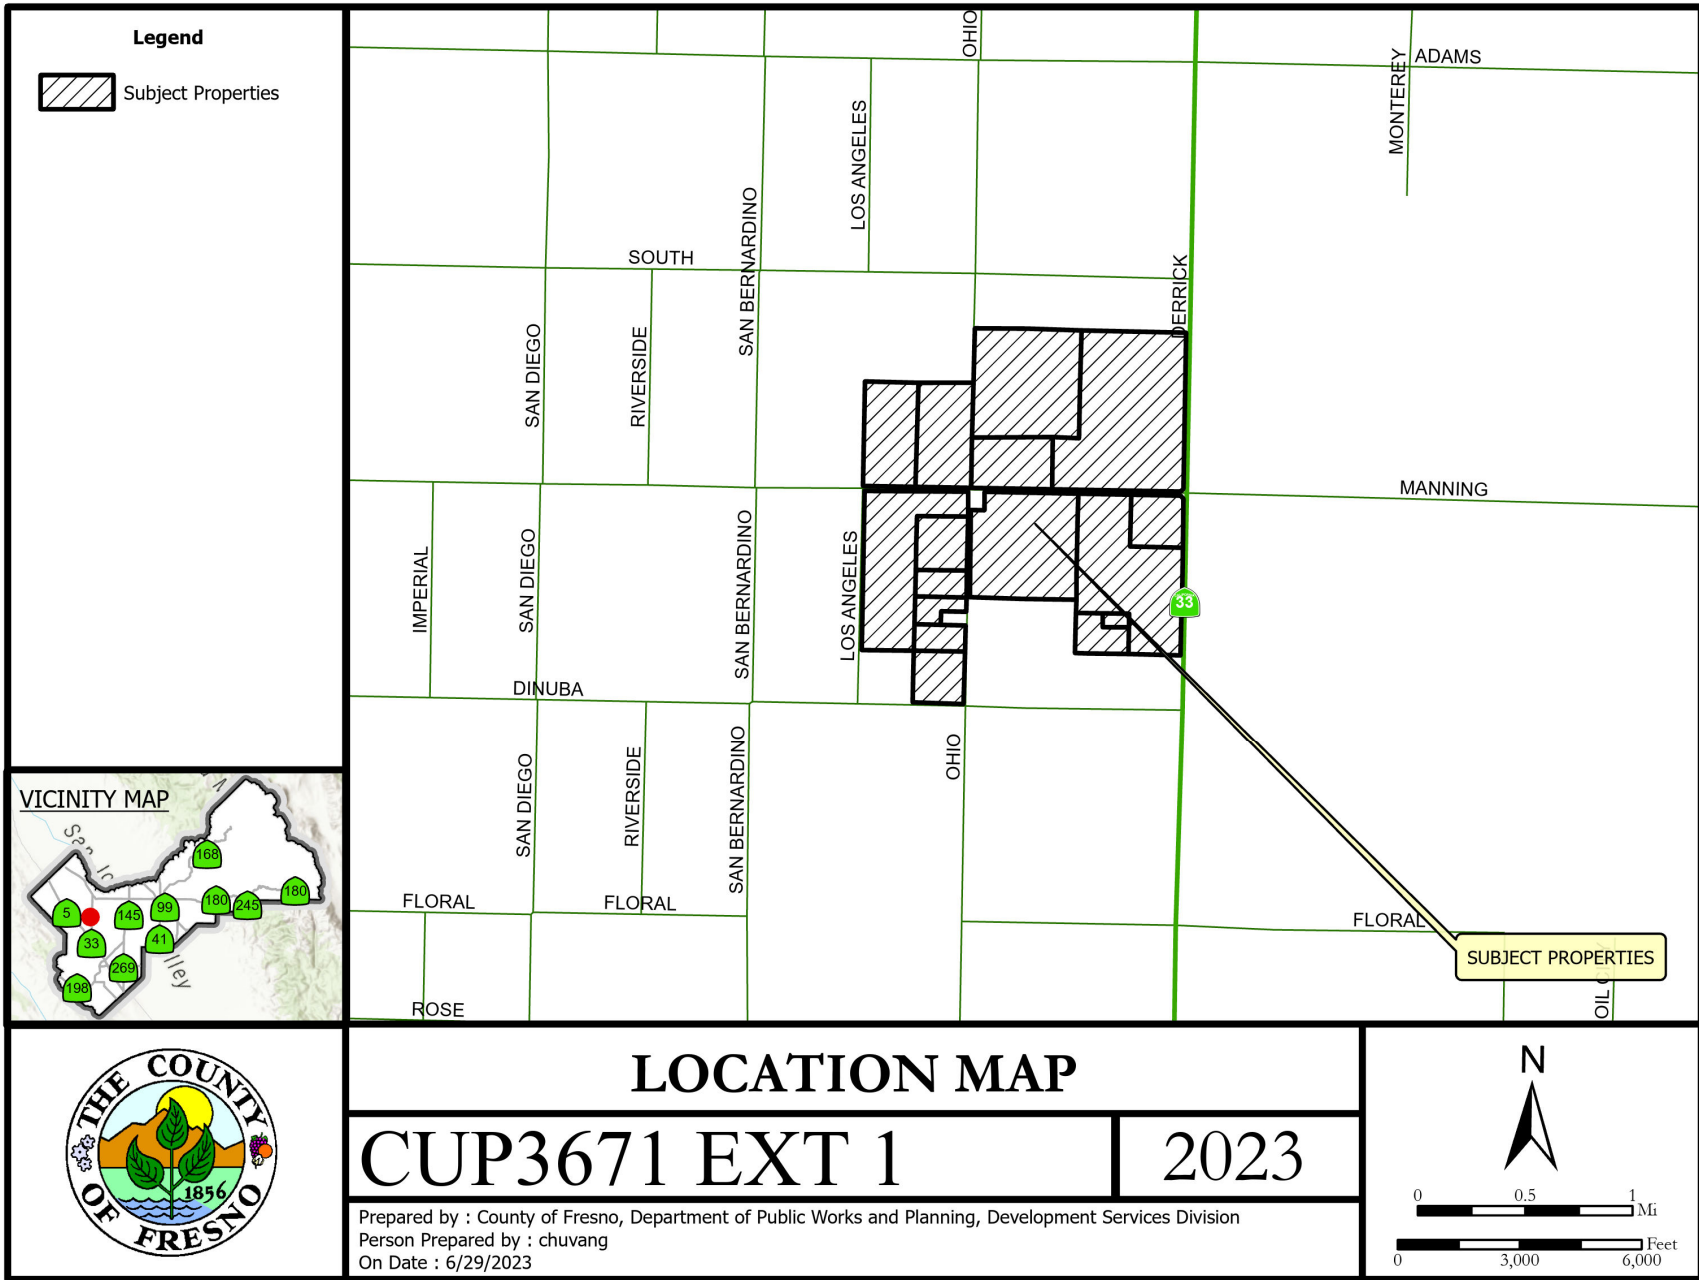 Legend
Subject Properties
OHIO
ADAMS
MONTEREY
LOS ANGELES
SAN BERNARDINO
SOUTH
DERRICK
SAN DIEGO
RIVERSIDE
MANNING
IMPERIAL
SAN DIEGO
SAN BERNARDINO
LOS ANGELES
33
DINUBA
SAN DIEGO
RIVERSIDE
SAN BERNARDINO
OHIO
FLORAL
FLORAL
FLORAL
SUBJECT PROPERTIES
ROSE
VICINITY MAP
168
180
180
245
5
145
99
33
41
269
198
lley
THE COUNTY
OF FRESNO
1856
LOCATION MAP
CUP3671 EXT 1
2023
Prepared by : County of Fresno, Department of Public Works and Planning, Development Services Division
Person Prepared by : chuvang
On Date : 6/29/2023
N
0 0.5 1
Mi
Feet
0 3,000 6,000